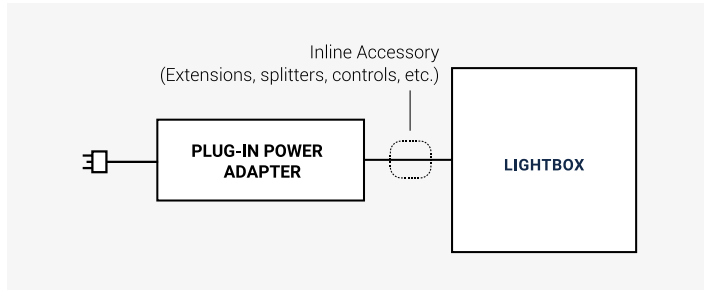 Inline Accessory
(Extensions, splitters, controls, etc.)
PLUG-IN POWER
ADAPTER
LIGHTBOX